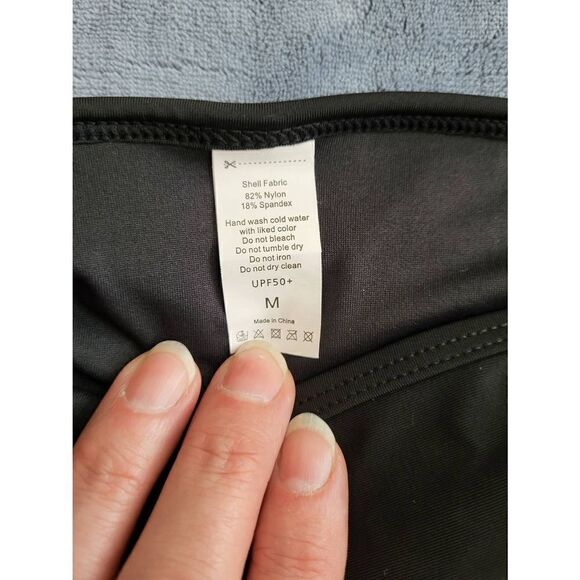 Shell Fabric
82% Nylon
18% Spandex
Hand wash cold water
with liked color
Do not bleach
Do not tumble dry
Do not iron
Do not dry clean
UPF50+
M
Made in China